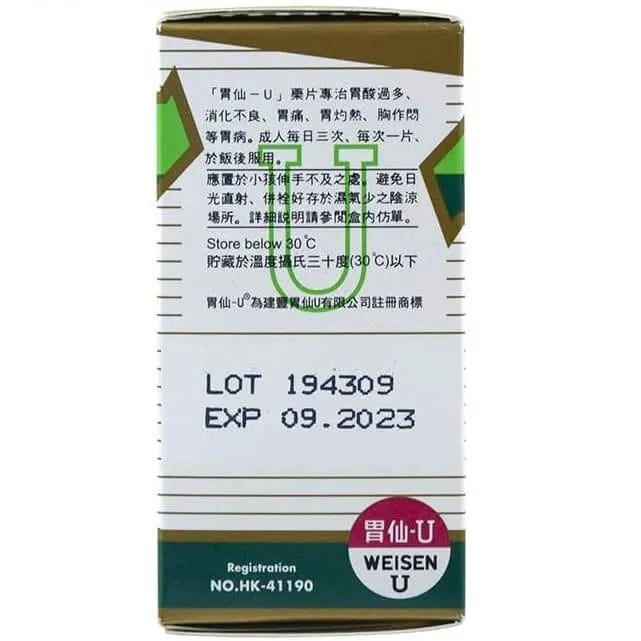 「胃仙－U」藥片專治胃酸過多、
消化不良、胃痛、胃灼熱、胸作悶
等胃病。成人每日三次、每次一片、
於飯後服用。
應置於小孩伸手不及之處。避免日
光直射、併栓好存於濕氣少之陰涼
場所。詳細説明請參閲盒内仿單。
Store below 30℃
貯藏於溫度攝氏三十度(30℃)以下
胃仙-U®為建豐胃仙U有限公司註冊商標
U
LOT 194309
EXP 09.2023
胃仙-U
WEISEN
U
Registration
NO.HK-41190